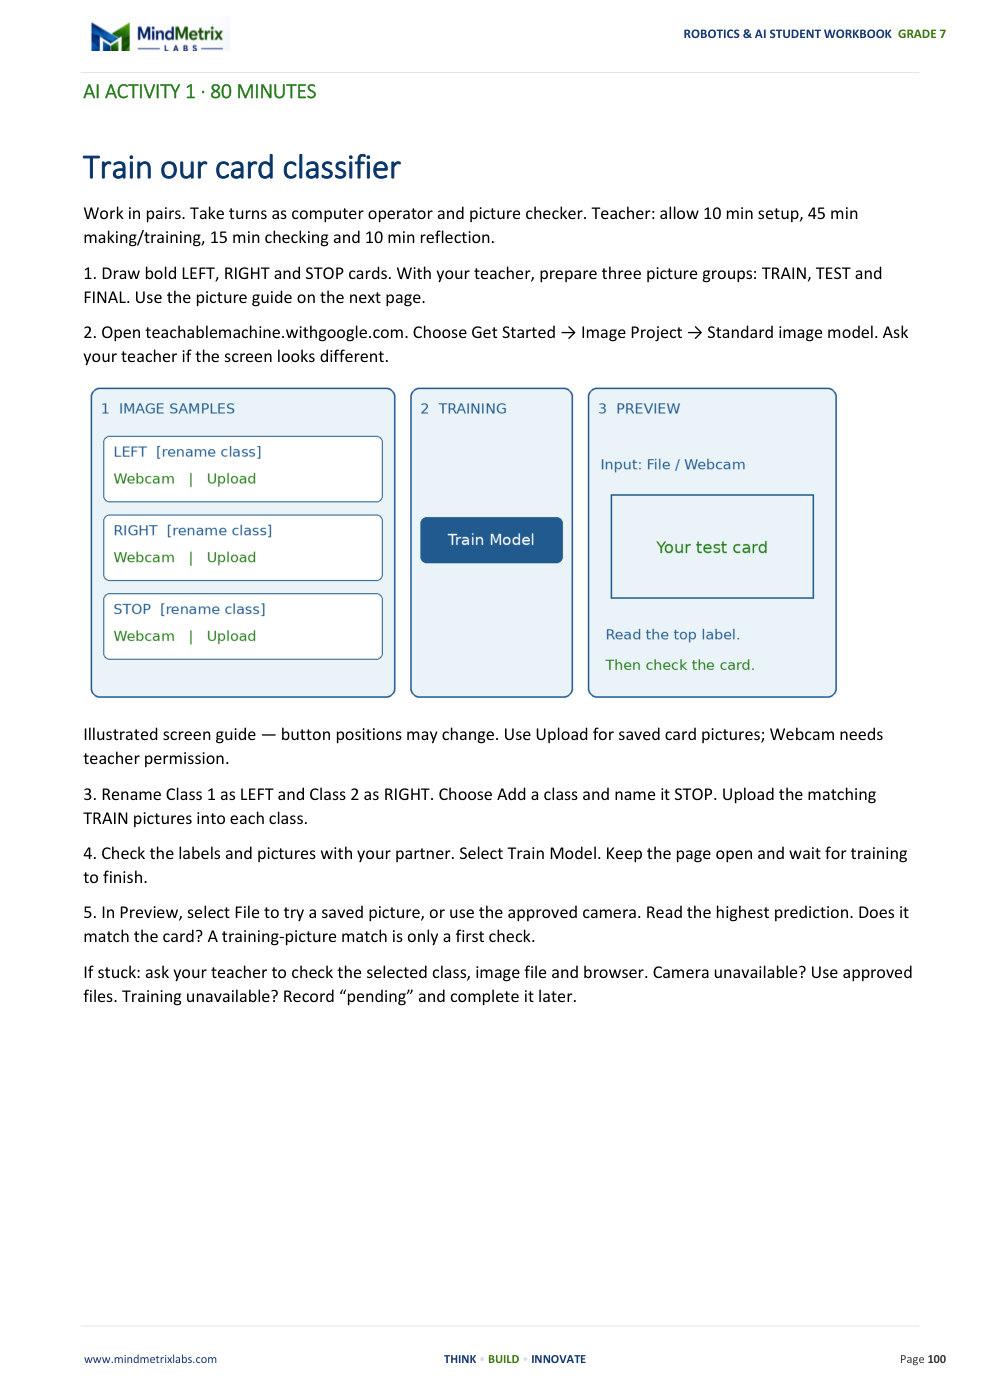 MindMetrix
LABS
ROBOTICS & AI STUDENT WORKBOOK GRADE 7
AI ACTIVITY 1 · 80 MINUTES
Train our card classifier
Work in pairs. Take turns as computer operator and picture checker. Teacher: allow 10 min setup, 45 min
making/training, 15 min checking and 10 min reflection.
1. Draw bold LEFT, RIGHT and STOP cards. With your teacher, prepare three picture groups: TRAIN, TEST and
FINAL. Use the picture guide on the next page.
2. Open teachablemachine.withgoogle.com. Choose Get Started → Image Project → Standard image model. Ask
your teacher if the screen looks different.
1 IMAGE SAMPLES
LEFT [rename class]
Webcam | Upload
RIGHT [rename class]
Webcam | Upload
STOP [rename class]
Webcam | Upload
2 TRAINING
Train Model
3 PREVIEW
Input: File / Webcam
Your test card
Read the top label.
Then check the card.
Illustrated screen guide — button positions may change. Use Upload for saved card pictures; Webcam needs
teacher permission.
3. Rename Class 1 as LEFT and Class 2 as RIGHT. Choose Add a class and name it STOP. Upload the matching
TRAIN pictures into each class.
4. Check the labels and pictures with your partner. Select Train Model. Keep the page open and wait for training
to finish.
5. In Preview, select File to try a saved picture, or use the approved camera. Read the highest prediction. Does it
match the card? A training-picture match is only a first check.
If stuck: ask your teacher to check the selected class, image file and browser. Camera unavailable? Use approved
files. Training unavailable? Record “pending” and complete it later.
www.mindmetrixlabs.com
THINK • BUILD • INNOVATE
Page 100